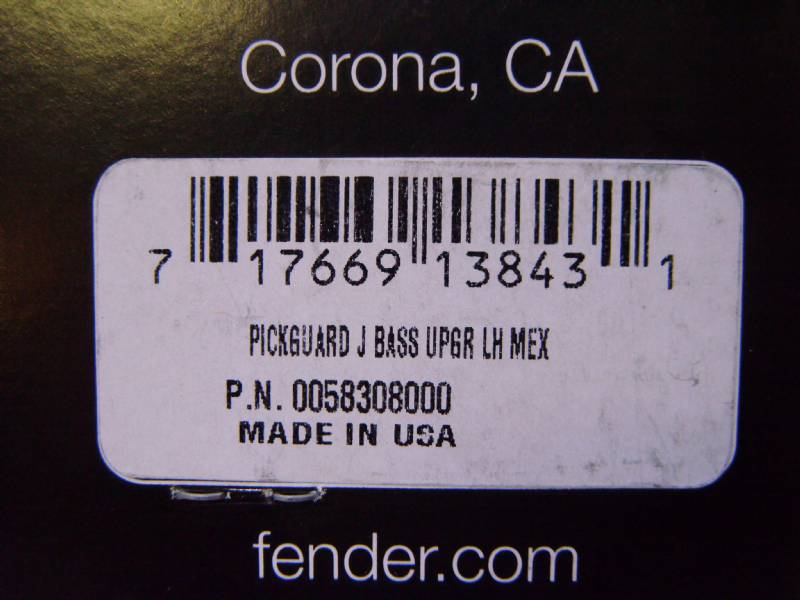 Corona, CA
7 17669 13843 1
PICKGUARD J BASS UPGR LH MEX
P.N. 0058308000
MADE IN USA
fender.com